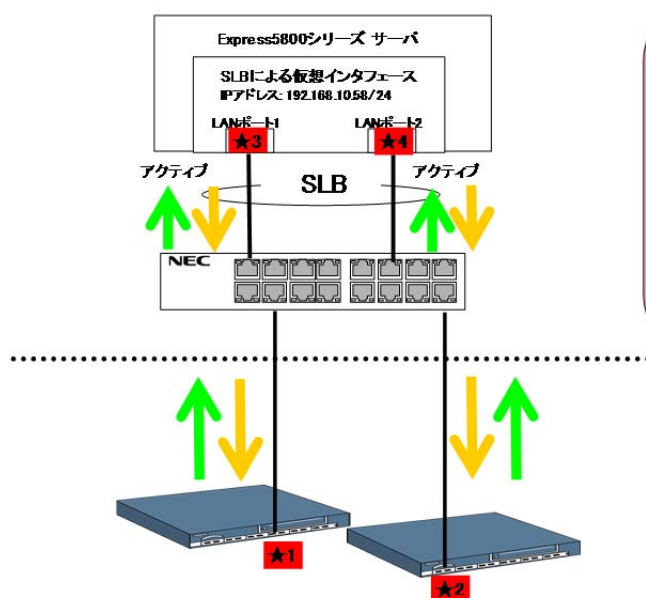 Express5800シリーズ サーバ
SLBによる仮想インタフェース
IPアドレス: 192.168.10.58/24
LANポート1
LANポート2
★3
★4
アクティブ
アクティブ
SLB
NEC
★1
★2